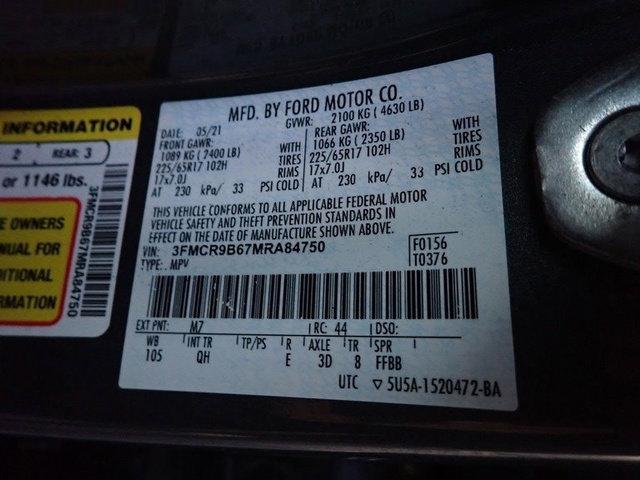 INFORMATION
2 REAR: 3
or 1146 lbs.
E OWNERS
NUAL FOR
DITIONAL
RMATION
3FMCR9B67MRA84750
MFD. BY FORD MOTOR CO.
DATE: 05/21 GVWR: 2100 KG ( 4630 LB)
FRONT GAWR: REAR GAWR:
1089 KG ( 2400 LB) WITH 1066 KG ( 2350 LB) WITH
225/65R17 102H TIRES 225/65R17 102H TIRES
17x7.0J RIMS 17x7.0J RIMS
AT 230 kPa/ 33 PSI COLD AT 230 kPa/ 33 PSI COLD
THIS VEHICLE CONFORMS TO ALL APPLICABLE FEDERAL MOTOR
VEHICLE SAFETY AND THEFT PREVENTION STANDARDS IN
EFFECT ON THE DATE OF MANUFACTURE SHOWN ABOVE.
VIN: 3FMCR9B67MRA84750 F0156
TYPE: MPV T0376
EXT PNT: M7 RC: 44 DSO:
WB INT TR TP/PS R AXLE TR SPR
105 QH E 3D 8 FFBB
UTC ▽ 5U5A-1520472-BA